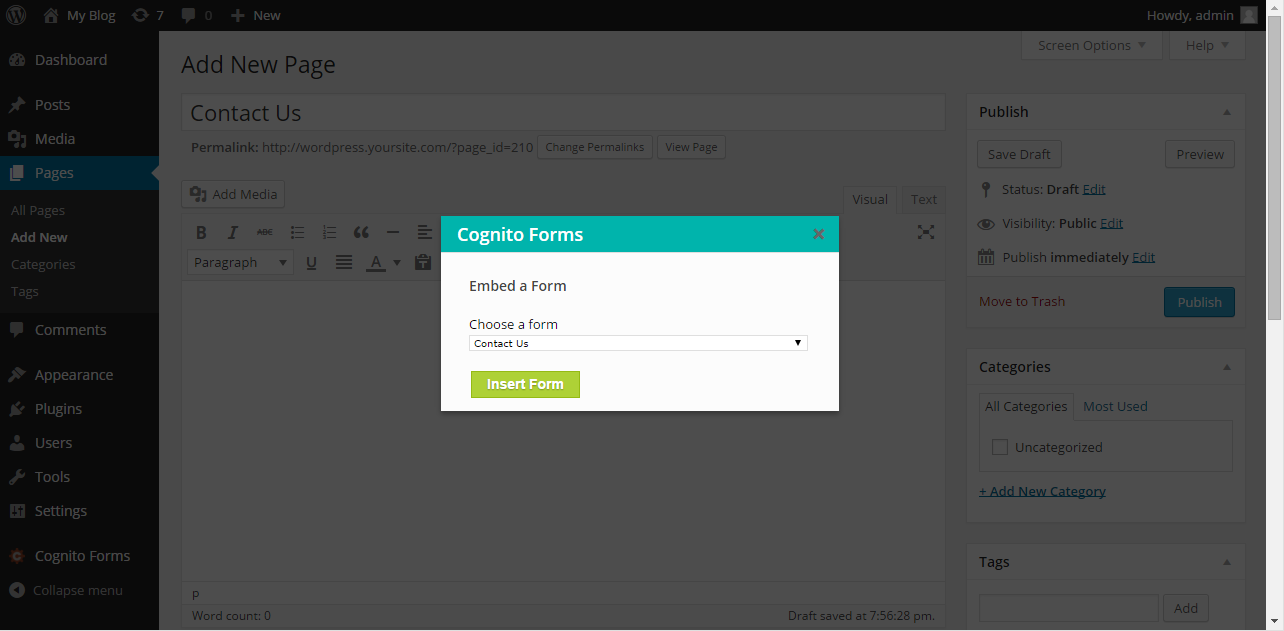 My Blog 7 0 New Howdy, admin
Dashboard
Posts
Media
Pages
All Pages
Add New
Categories
Tags
Comments
Appearance
Plugins
Users
Tools
Settings
Cognito Forms
Collapse menu
Screen Options Help
Add New Page
Contact Us
Permalink: http://wordpress.yoursite.com/?page_id=210 Change Permalinks View Page
Add Media
Visual Text
B I ABC
Paragraph U A
Cognito Forms
Embed a Form
Choose a form
Contact Us
Insert Form
P
Word count: 0 Draft saved at 7:56:28 pm.
Publish
Save Draft Preview
Status: Draft Edit
Visibility: Public Edit
Publish immediately Edit
Move to Trash Publish
Categories
All Categories Most Used
Uncategorized
+ Add New Category
Tags
Add